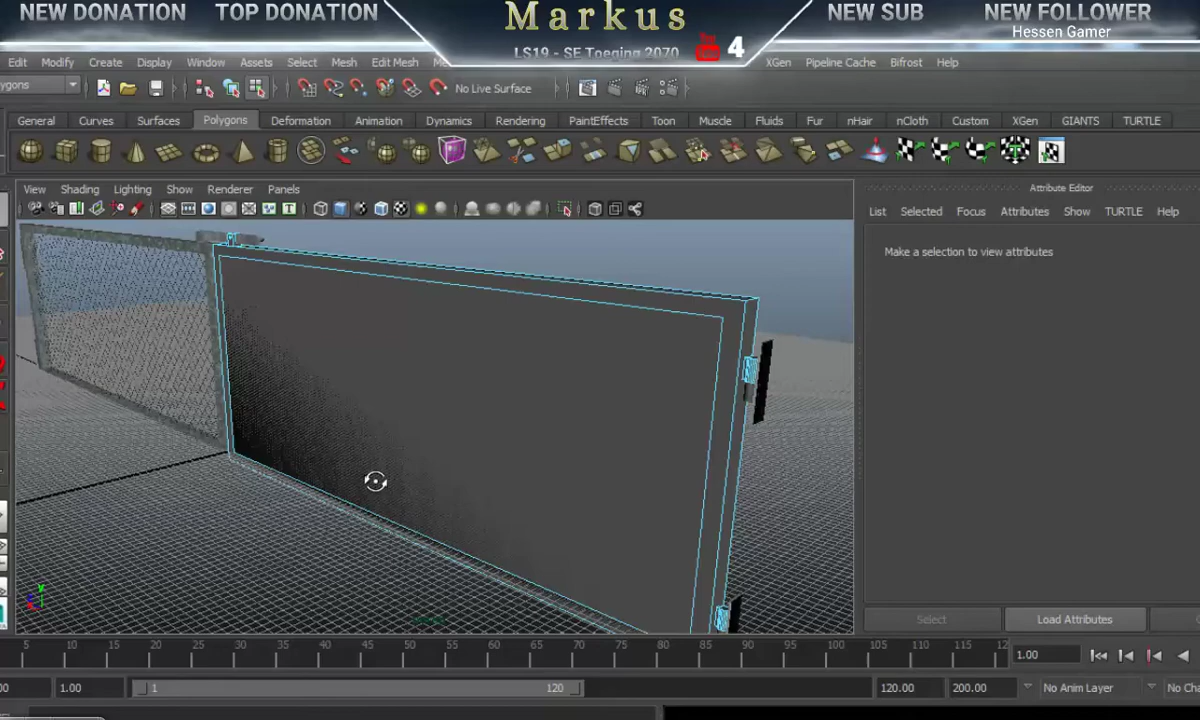 NEW DONATION TOP DONATION Markus NEW SUB NEW FOLLOWER
Hessen Gamer
LS19 - SE Toeging 2070 4
Edit Modify Create Display Window Assets Select Mesh Edit Mesh XGen Pipeline Cache Bifrost Help
No Live Surface
General Curves Surfaces Polygons Deformation Animation Dynamics Rendering PaintEffects Toon Muscle Fluids Fur nHair nCloth Custom XGen GIANTS TURTLE
View Shading Lighting Show Renderer Panels
Attribute Editor
List Selected Focus Attributes Show TURTLE Help
Make a selection to view attributes
Select Load Attributes
5 10 15 20 25 30 35 40 45 50 55 60 65 70 75 80 85 90 95 100 105 110 115 12 1.00
1.00 1 120 120.00 200.00 No Anim Layer